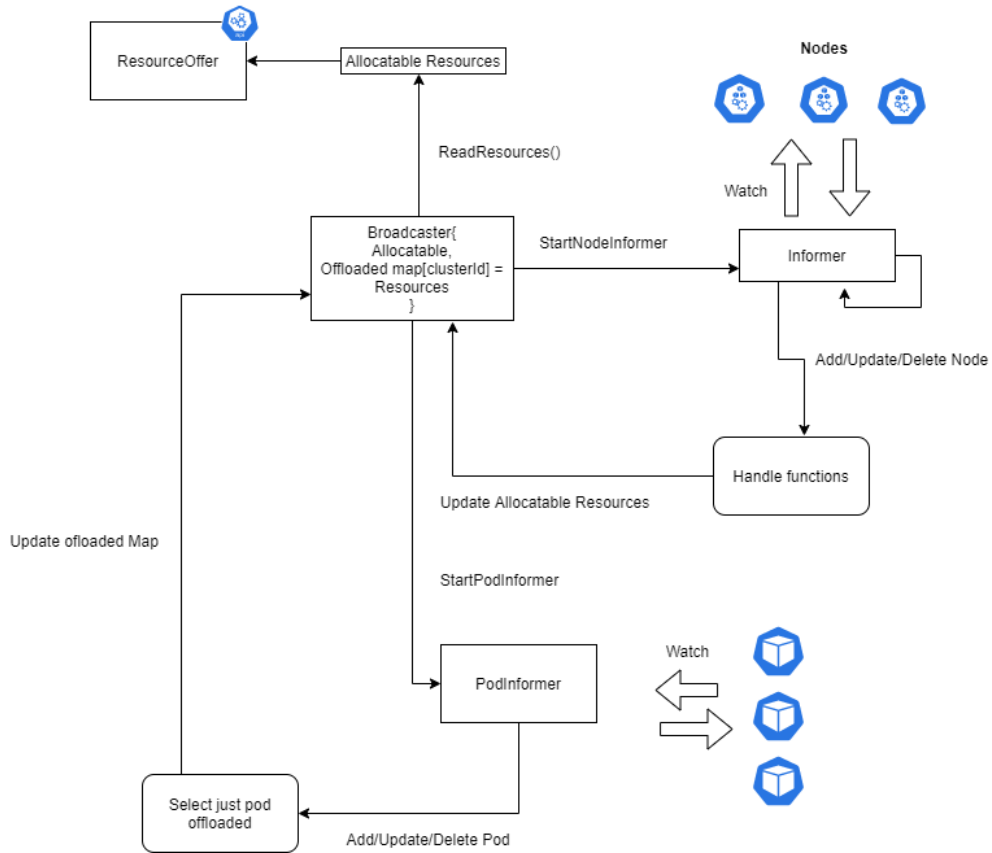 ResourceOffer
Allocatable Resources
Nodes
ReadResources()
Watch
Broadcaster{
Allocatable,
Offloaded map[clusterId] =
Resources
}
StartNodeInformer
Informer
Add/Update/Delete Node
Handle functions
Update Allocatable Resources
Update ofloaded Map
StartPodInformer
Watch
PodInformer
Select just pod
offloaded
Add/Update/Delete Pod